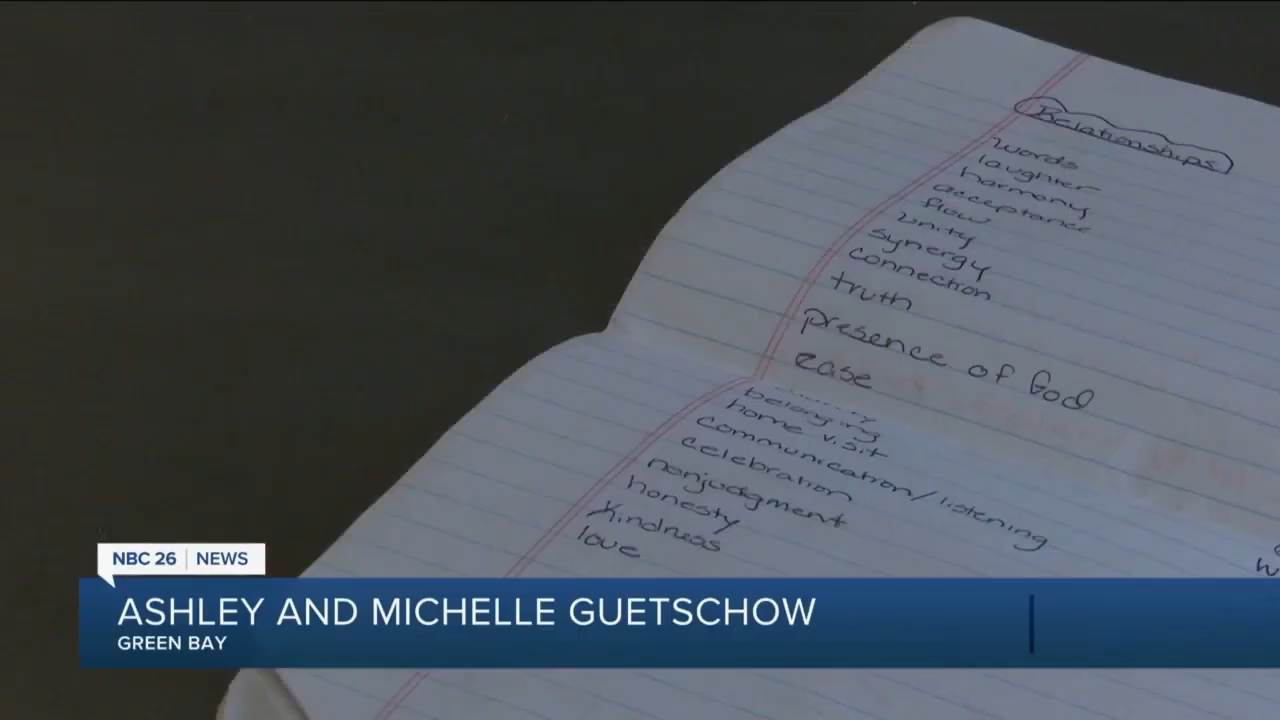 Relationships
words
laughter
harmony
acceptance
flow
unity
synergy
connection
truth
presence of God
ease
belonging
home visit
communication/listening
celebration
nonjudgment
honesty
kindness
love
NBC 26 NEWS
ASHLEY AND MICHELLE GUETSCHOW
GREEN BAY